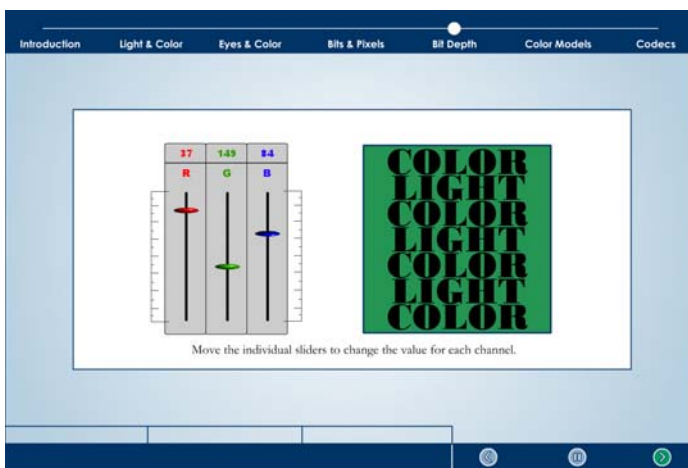 Introduction Light & Color Eyes & Color Bits & Pixels Bit Depth Color Models Codecs
37 149 84
R G B
COLOR
LIGHT
COLOR
LIGHT
COLOR
LIGHT
COLOR
Move the individual sliders to change the value for each channel.